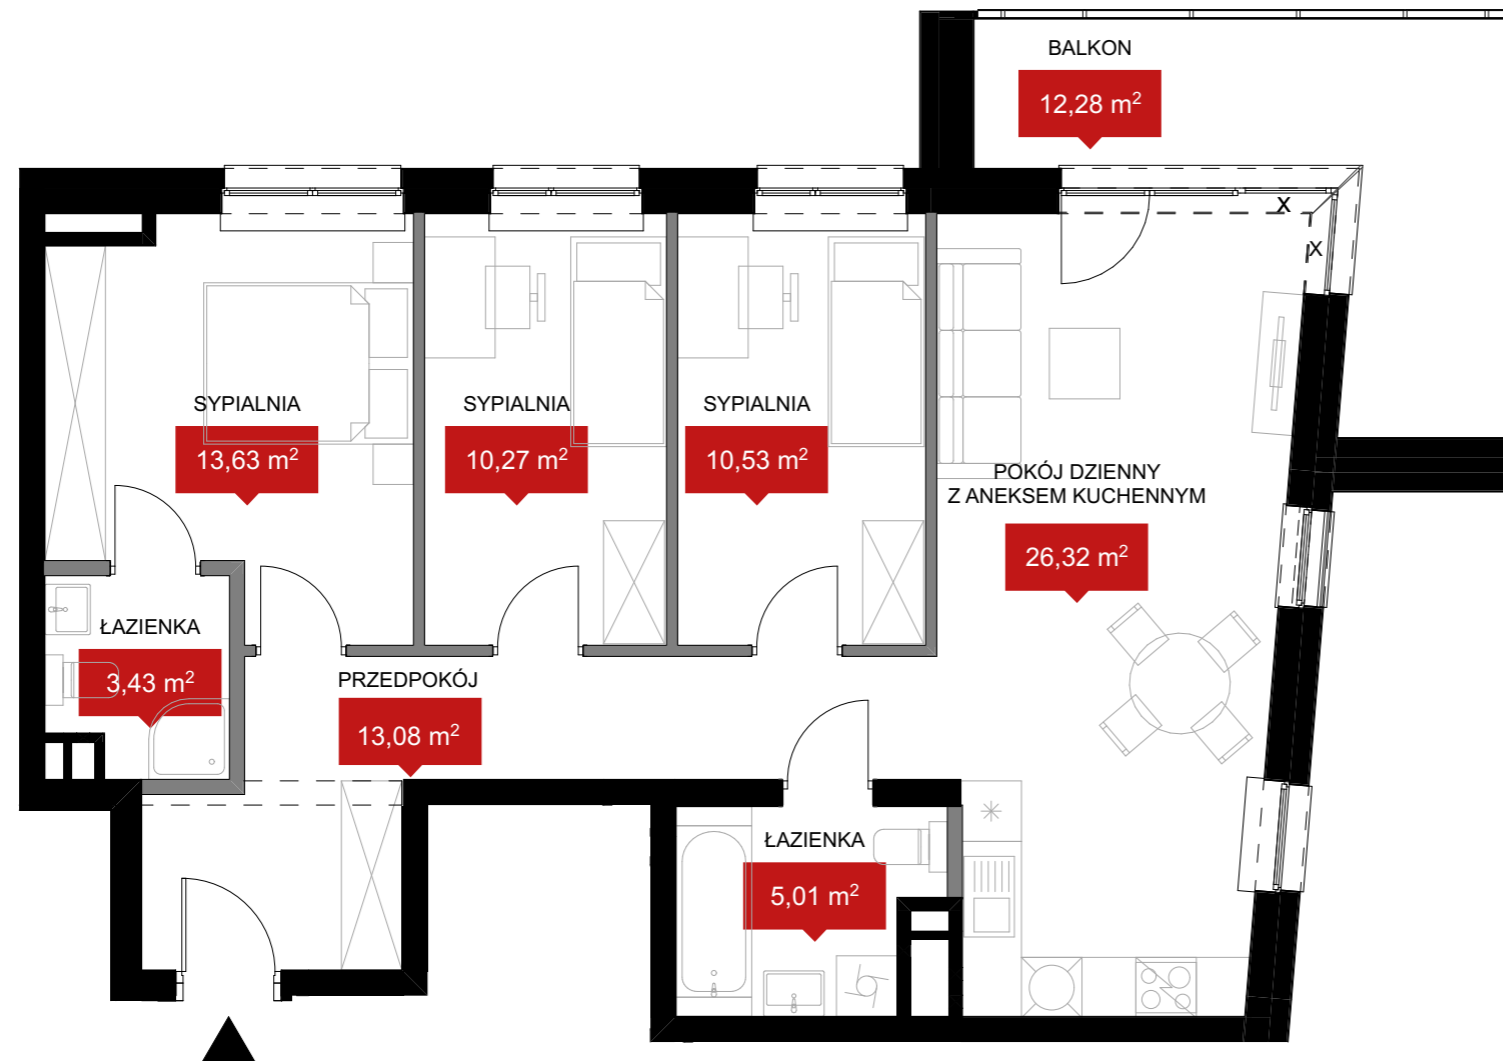 BALKON
12,28 m²
SYPIALNIA
13,63 m²
SYPIALNIA
10,27 m²
SYPIALNIA
10,53 m²
POKÓJ DZIENNY
Z ANEKSEM KUCHENNYM
26,32 m²
X
X
ŁAZIENKA
3,43 m²
PRZEDPOKÓJ
13,08 m²
ŁAZIENKA
5,01 m²